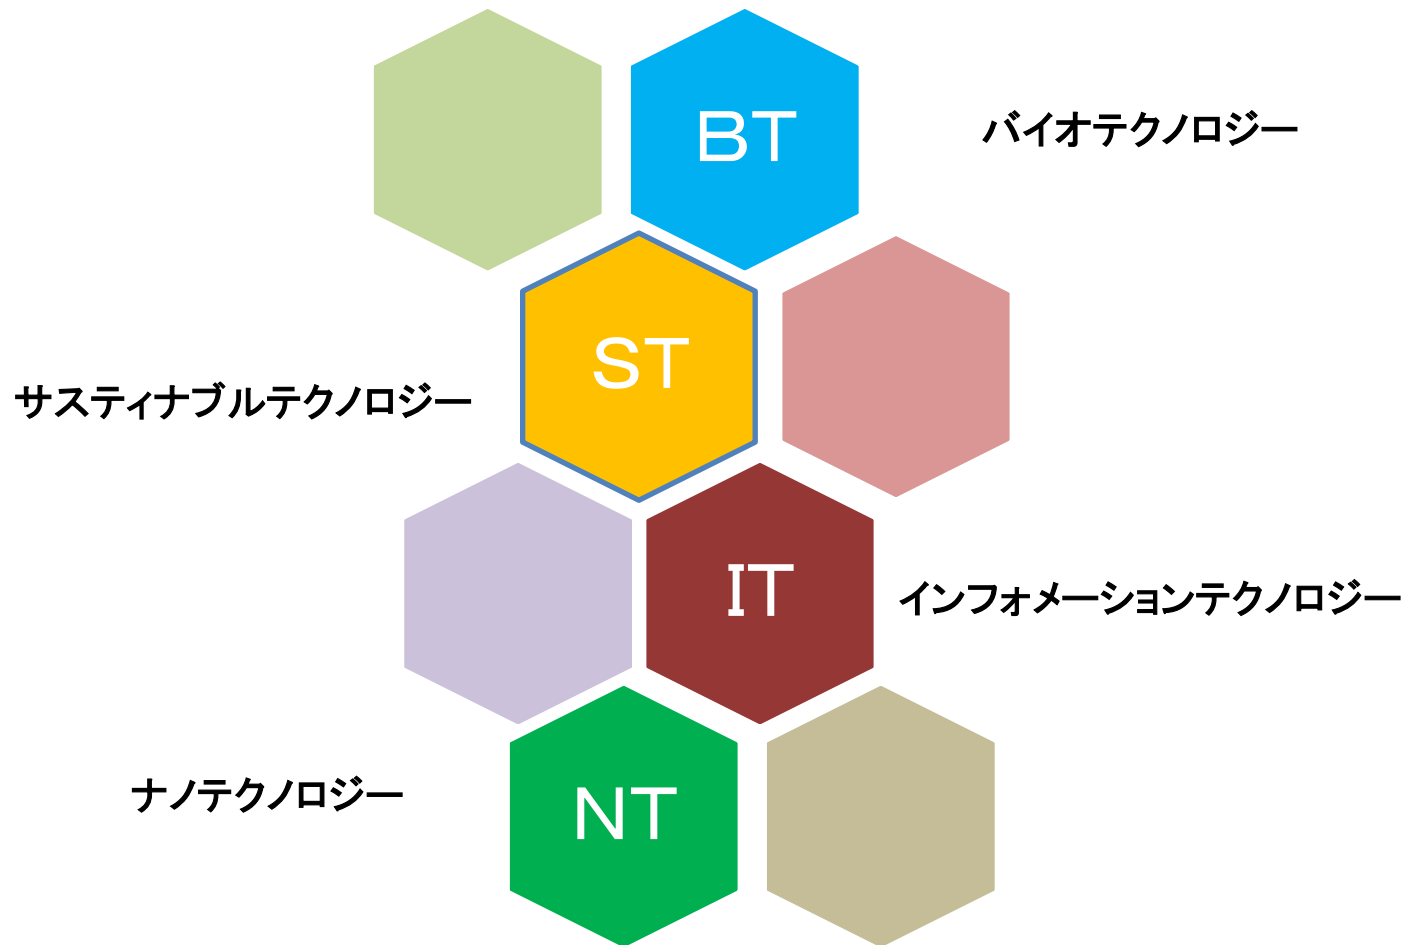 BT
バイオテクノロジー
ST
サスティナブルテクノロジー
IT
インフォメーションテクノロジー
NT
ナノテクノロジー